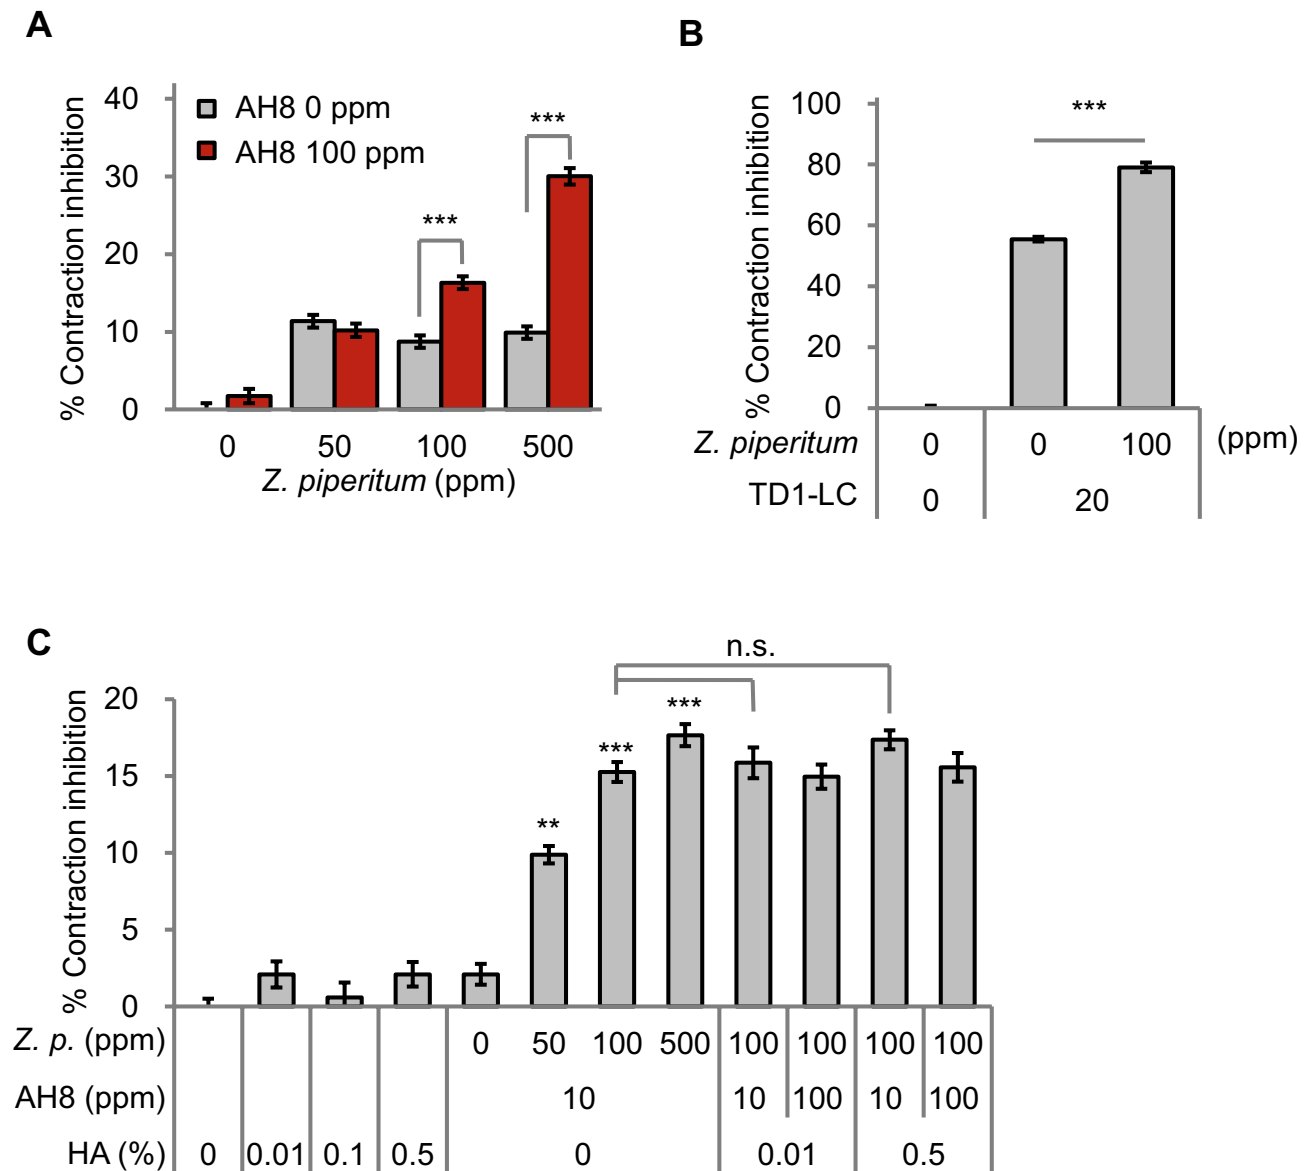 A
% Contraction inhibition
40
30
20
10
0
AH8 0 ppm
AH8 100 ppm
***
***
0 50 100 500
Z. piperitum (ppm)
B
% Contraction inhibition
100
80
60
40
20
0
***
Z. piperitum 0 0 100 (ppm)
TD1-LC 0 20
C
% Contraction inhibition
20
15
10
5
0
n.s.
**
***
***
Z. p. (ppm) 0 50 100 500 100 100 100 100
AH8 (ppm) 10 10 100 10 100
HA (%) 0 0.01 0.1 0.5 0 0.01 0.5